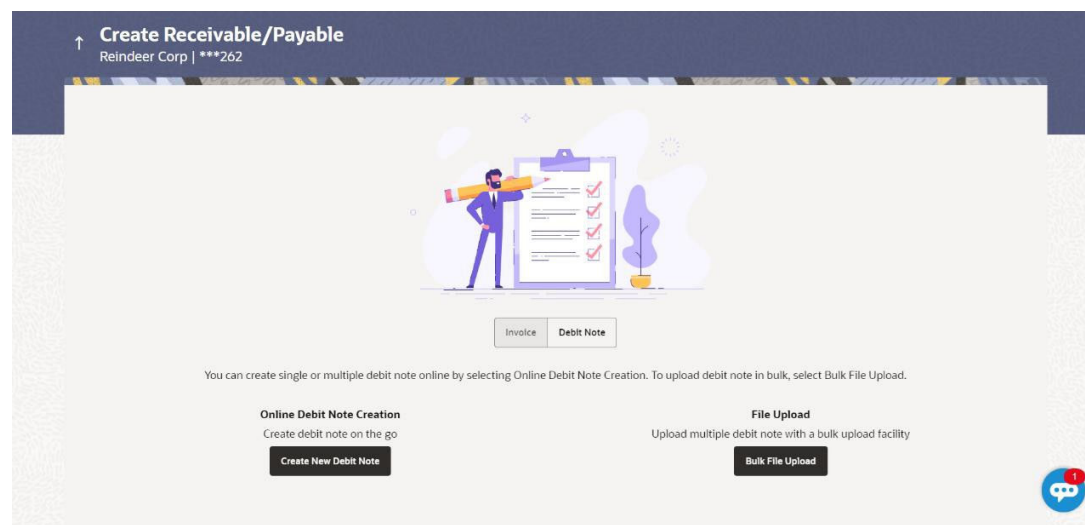 Create Receivable/Payable
Reindeer Corp | ***262
Invoice Debit Note
You can create single or multiple debit note online by selecting Online Debit Note Creation. To upload debit note in bulk, select Bulk File Upload.
Online Debit Note Creation
Create debit note on the go
Create New Debit Note
File Upload
Upload multiple debit note with a bulk upload facility
Bulk File Upload
1